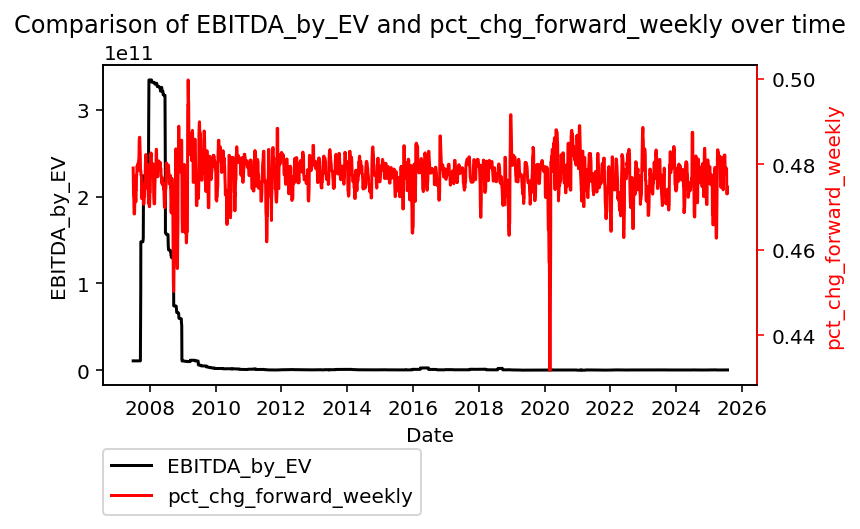 Comparison of EBITDA_by_EV and pct_chg_forward_weekly over time
1e11
3
2
1
0
EBITDA_by_EV
0.50
0.48
0.46
0.44
pct_chg_forward_weekly
2008 2010 2012 2014 2016 2018 2020 2022 2024 2026
Date
EBITDA_by_EV
pct_chg_forward_weekly